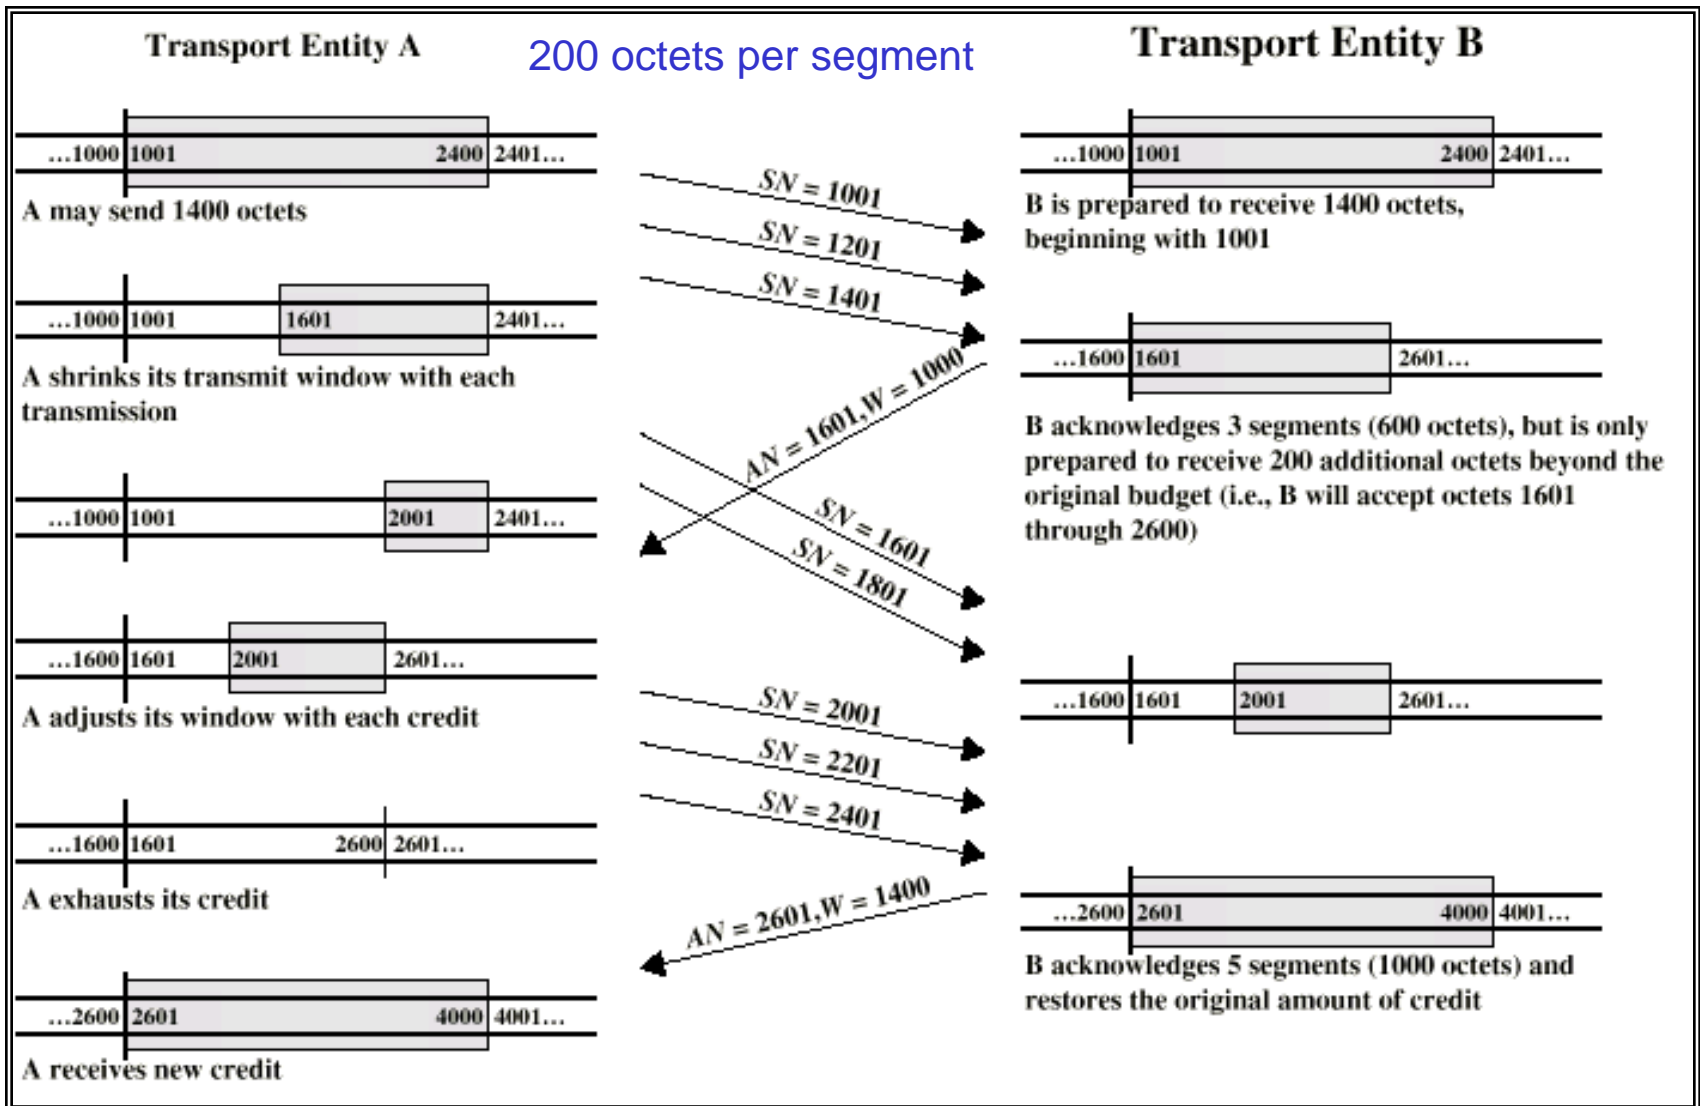 Transport Entity A
200 octets per segment
Transport Entity B
...1000 1001 2400 2401...
A may send 1400 octets
...1000 1001 1601 2401...
A shrinks its transmit window with each
transmission
...1000 1001 2001 2401...
...1600 1601 2001 2601...
A adjusts its window with each credit
...1600 1601 2600 2601...
A exhausts its credit
...2600 2601 4000 4001...
A receives new credit
SN = 1001
SN = 1201
SN = 1401
AN = 1601,W = 1000
SN = 1601
SN = 1801
SN = 2001
SN = 2201
SN = 2401
AN = 2601,W = 1400
...1000 1001 2400 2401...
B is prepared to receive 1400 octets,
beginning with 1001
...1600 1601 2601...
B acknowledges 3 segments (600 octets), but is only
prepared to receive 200 additional octets beyond the
original budget (i.e., B will accept octets 1601
through 2600)
...1600 1601 2001 2601...
...2600 2601 4000 4001...
B acknowledges 5 segments (1000 octets) and
restores the original amount of credit